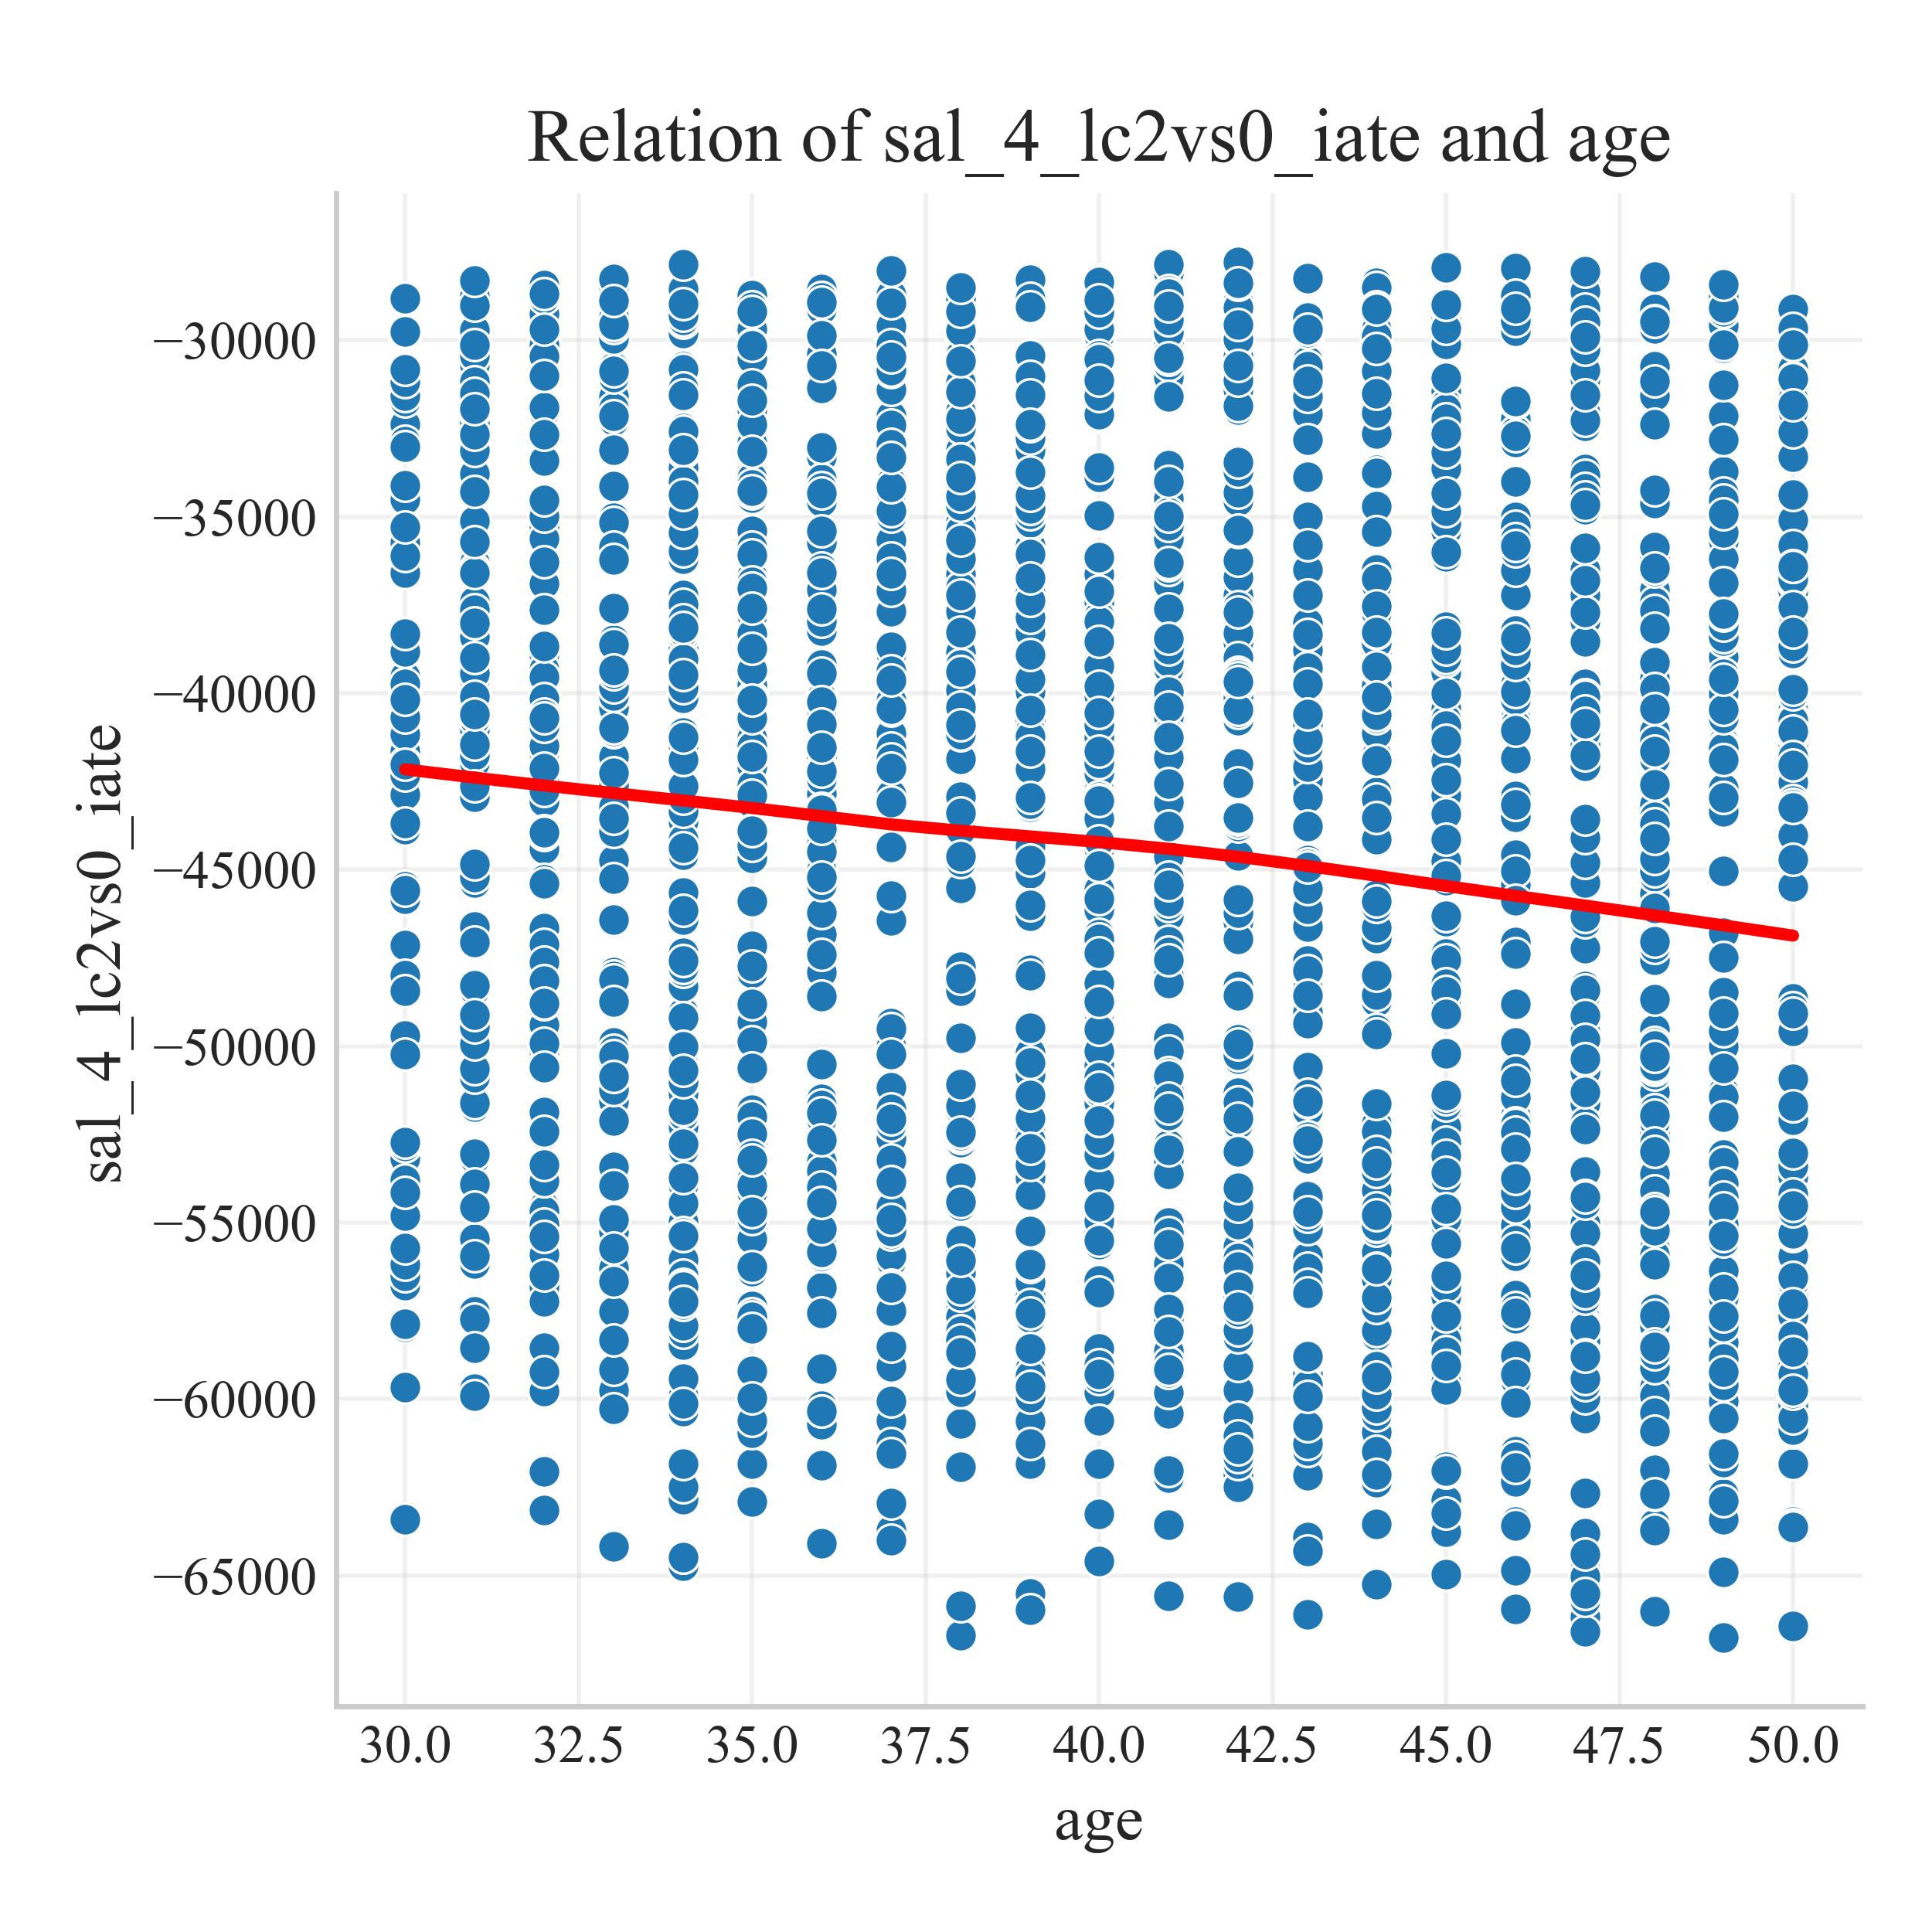 Relation of sal_4_lc2vs0_iate and age
sal_4_lc2vs0_iate
−30000
−35000
−40000
−45000
−50000
−55000
−60000
−65000
30.0 32.5 35.0 37.5 40.0 42.5 45.0 47.5 50.0
age